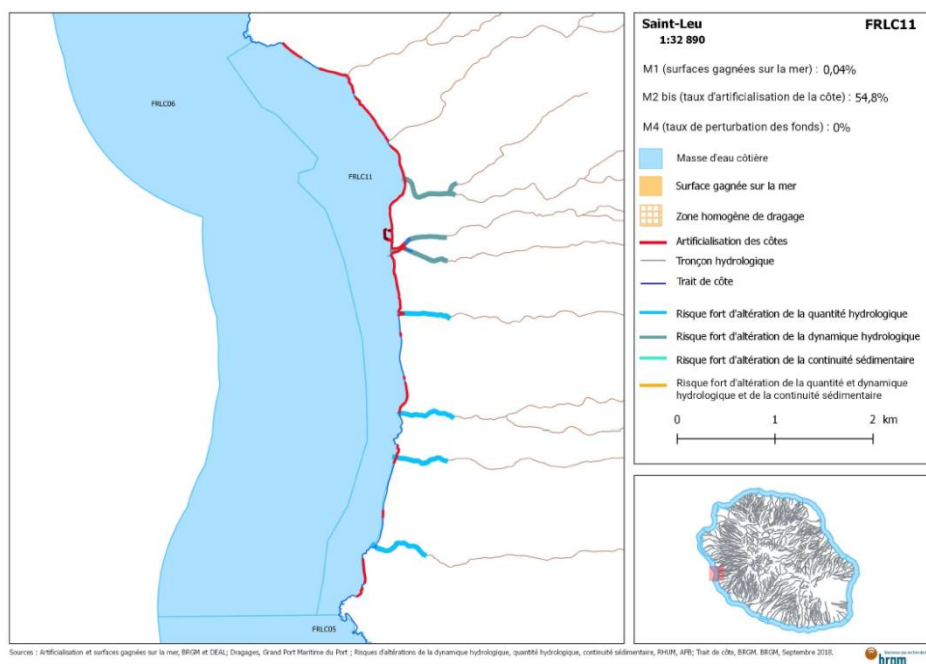 FRLC06
FRLC11
FRLC05
Saint-Leu FRLC11
1:32 890
M1 (surfaces gagnées sur la mer) : 0,04%
M2 bis (taux d'artificialisation de la côte) : 54,8%
M4 (taux de perturbation des fonds) : 0%
Masse d'eau côtière
Surface gagnée sur la mer
Zone homogène de dragage
Artificialisation des côtes
Tronçon hydrologique
Trait de côte
Risque fort d'altération de la quantité hydrologique
Risque fort d'altération de la dynamique hydrologique
Risque fort d'altération de la continuité sédimentaire
Risque fort d'altération de la quantité et dynamique
hydrologique et de la continuité sédimentaire
0 1 2 km
Sources : Artificialisation et surfaces gagnées sur la mer, BRGM et DEAL; Dragages, Grand Port Maritime du Port ; Risques d'altérations de la dynamique hydrologique, quantité hydrologique, continuité sédimentaire, RHUM, AFB; Trait de côte, BRGM. BRGM, Septembre 2018.
brgm